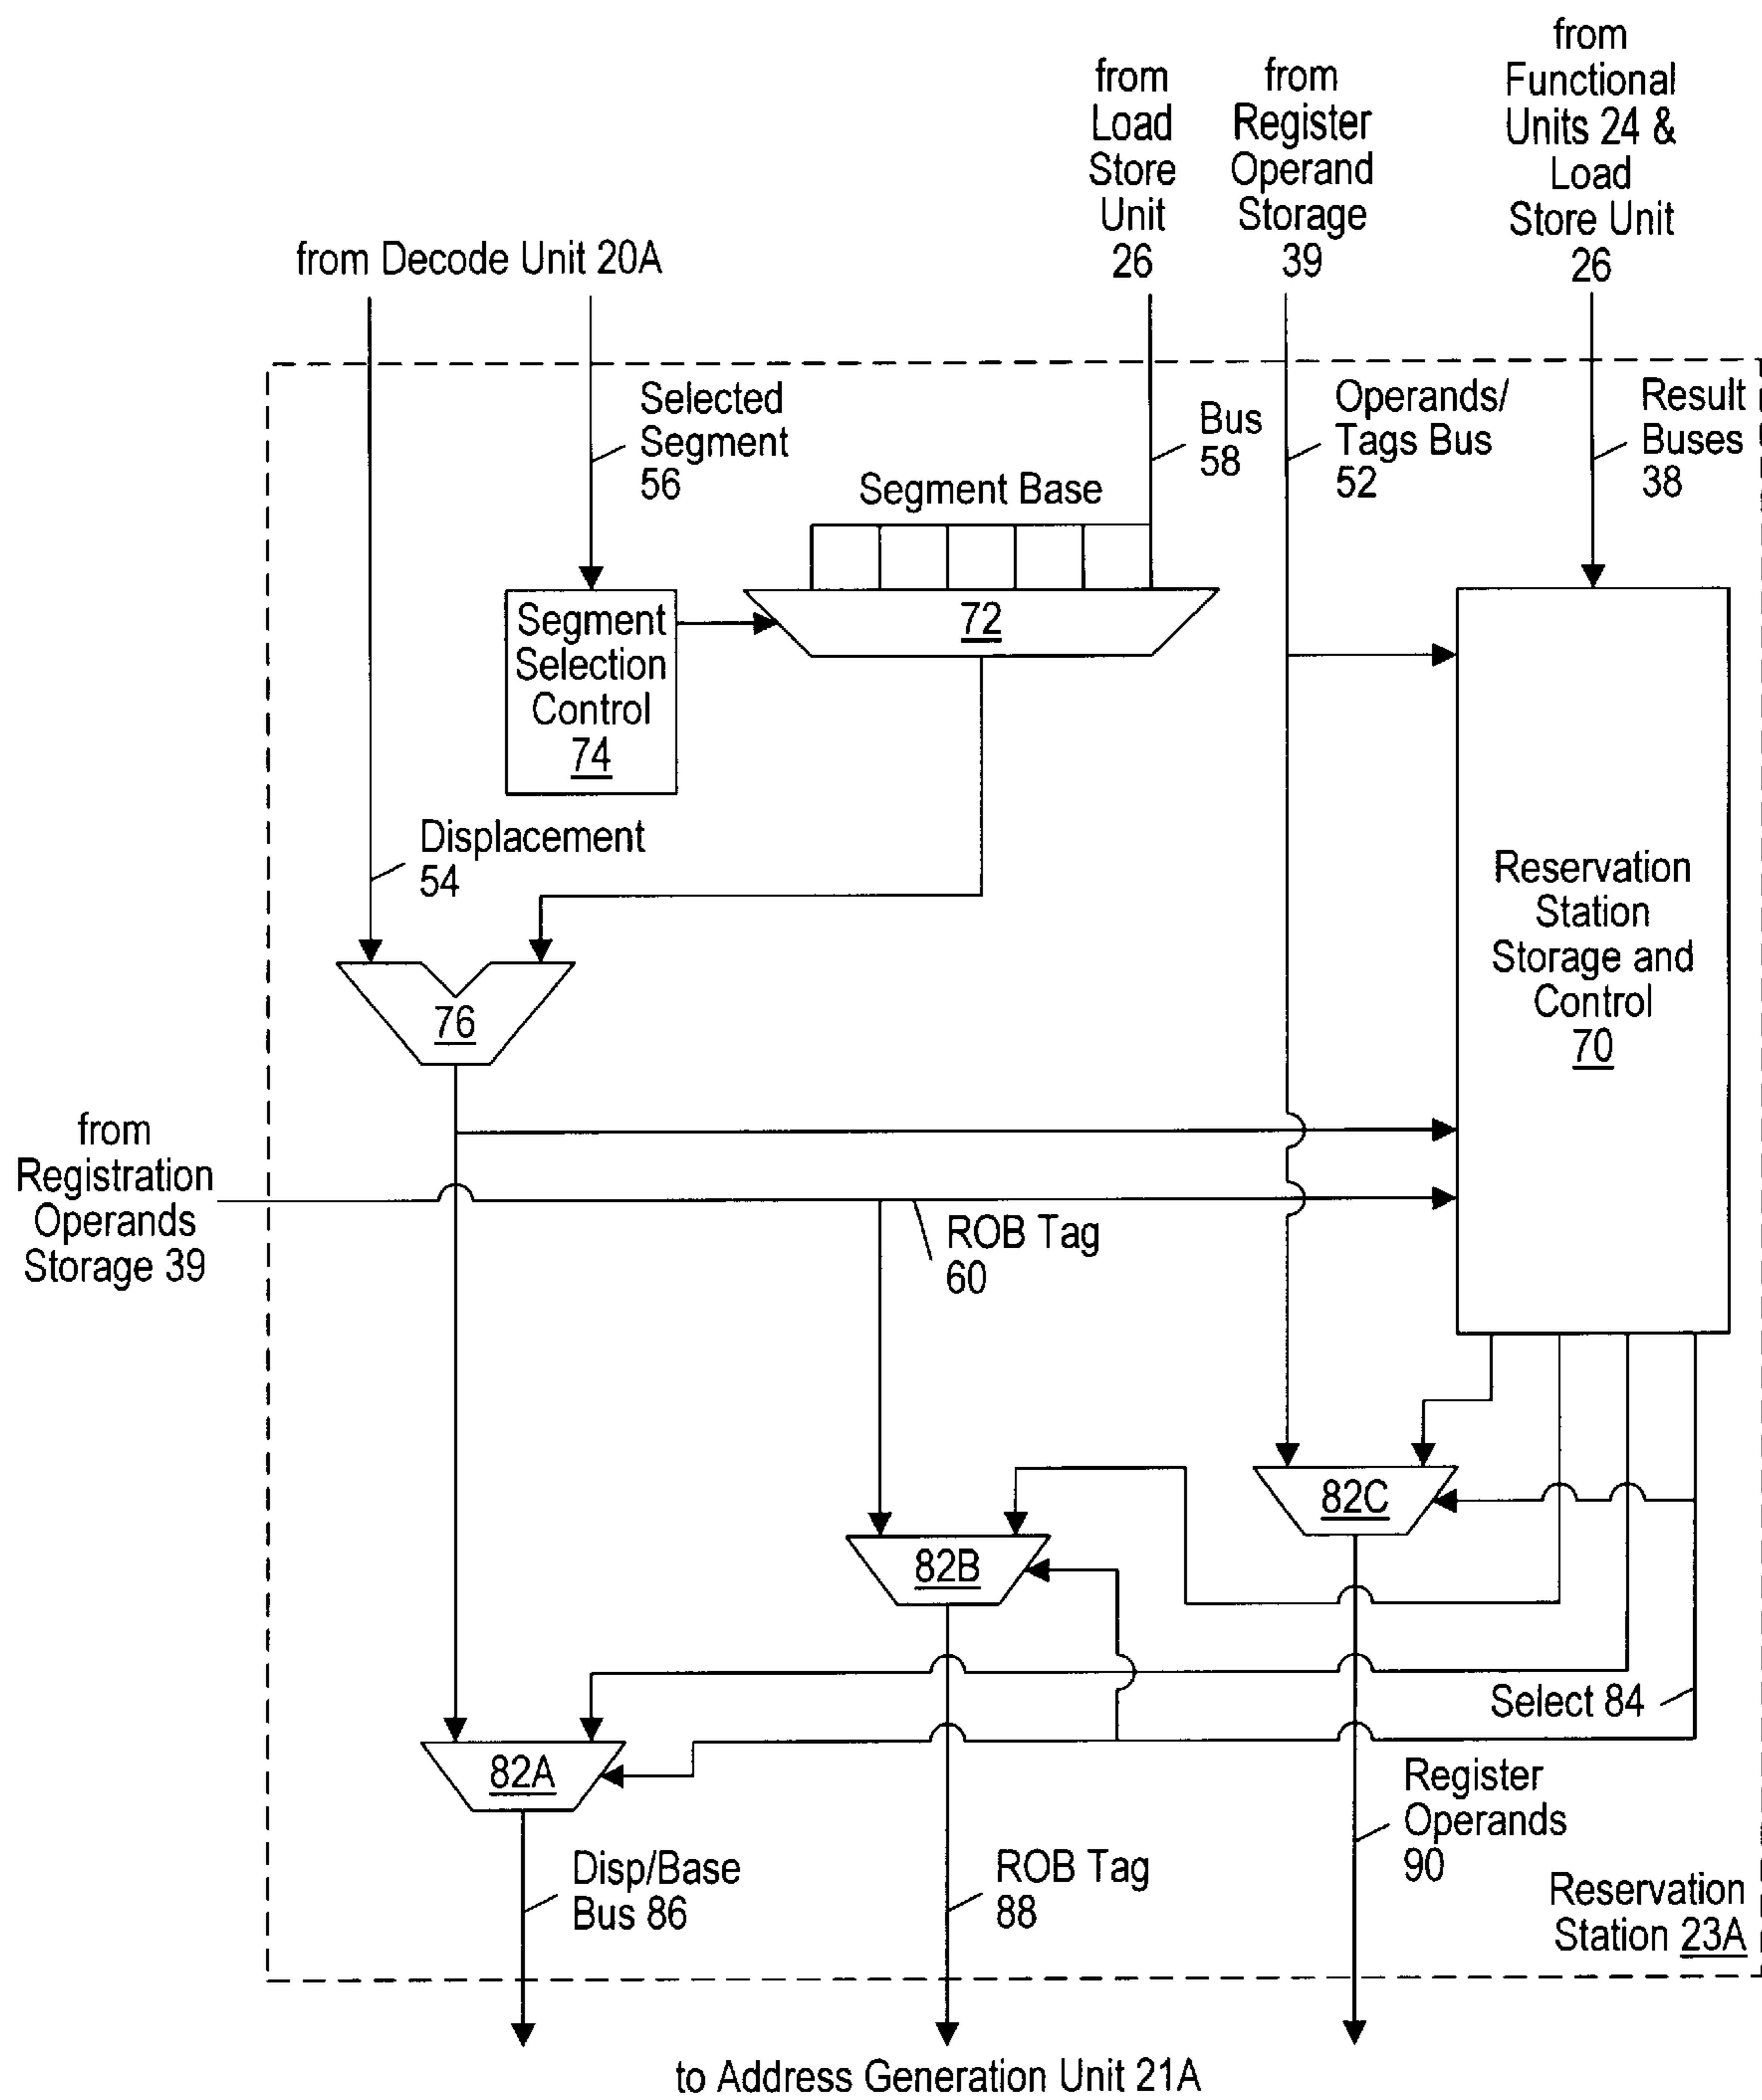 from
Functional
Units 24 &
Load
Store Unit
26
from
Register
Operand
Storage
39
from
Load
Store
Unit
26
from Decode Unit 20A
Selected
Segment
56
Bus
58
Operands/
Tags Bus
52
Result
Buses
38
Segment Base
Segment
Selection
Control
74
72
Displacement
54
Reservation
Station
Storage and
Control
70
76
from
Registration
Operands
Storage 39
ROB Tag
60
82C
82B
Select 84
82A
Register
Operands
90
Disp/Base
Bus 86
ROB Tag
88
Reservation
Station 23A
to Address Generation Unit 21A